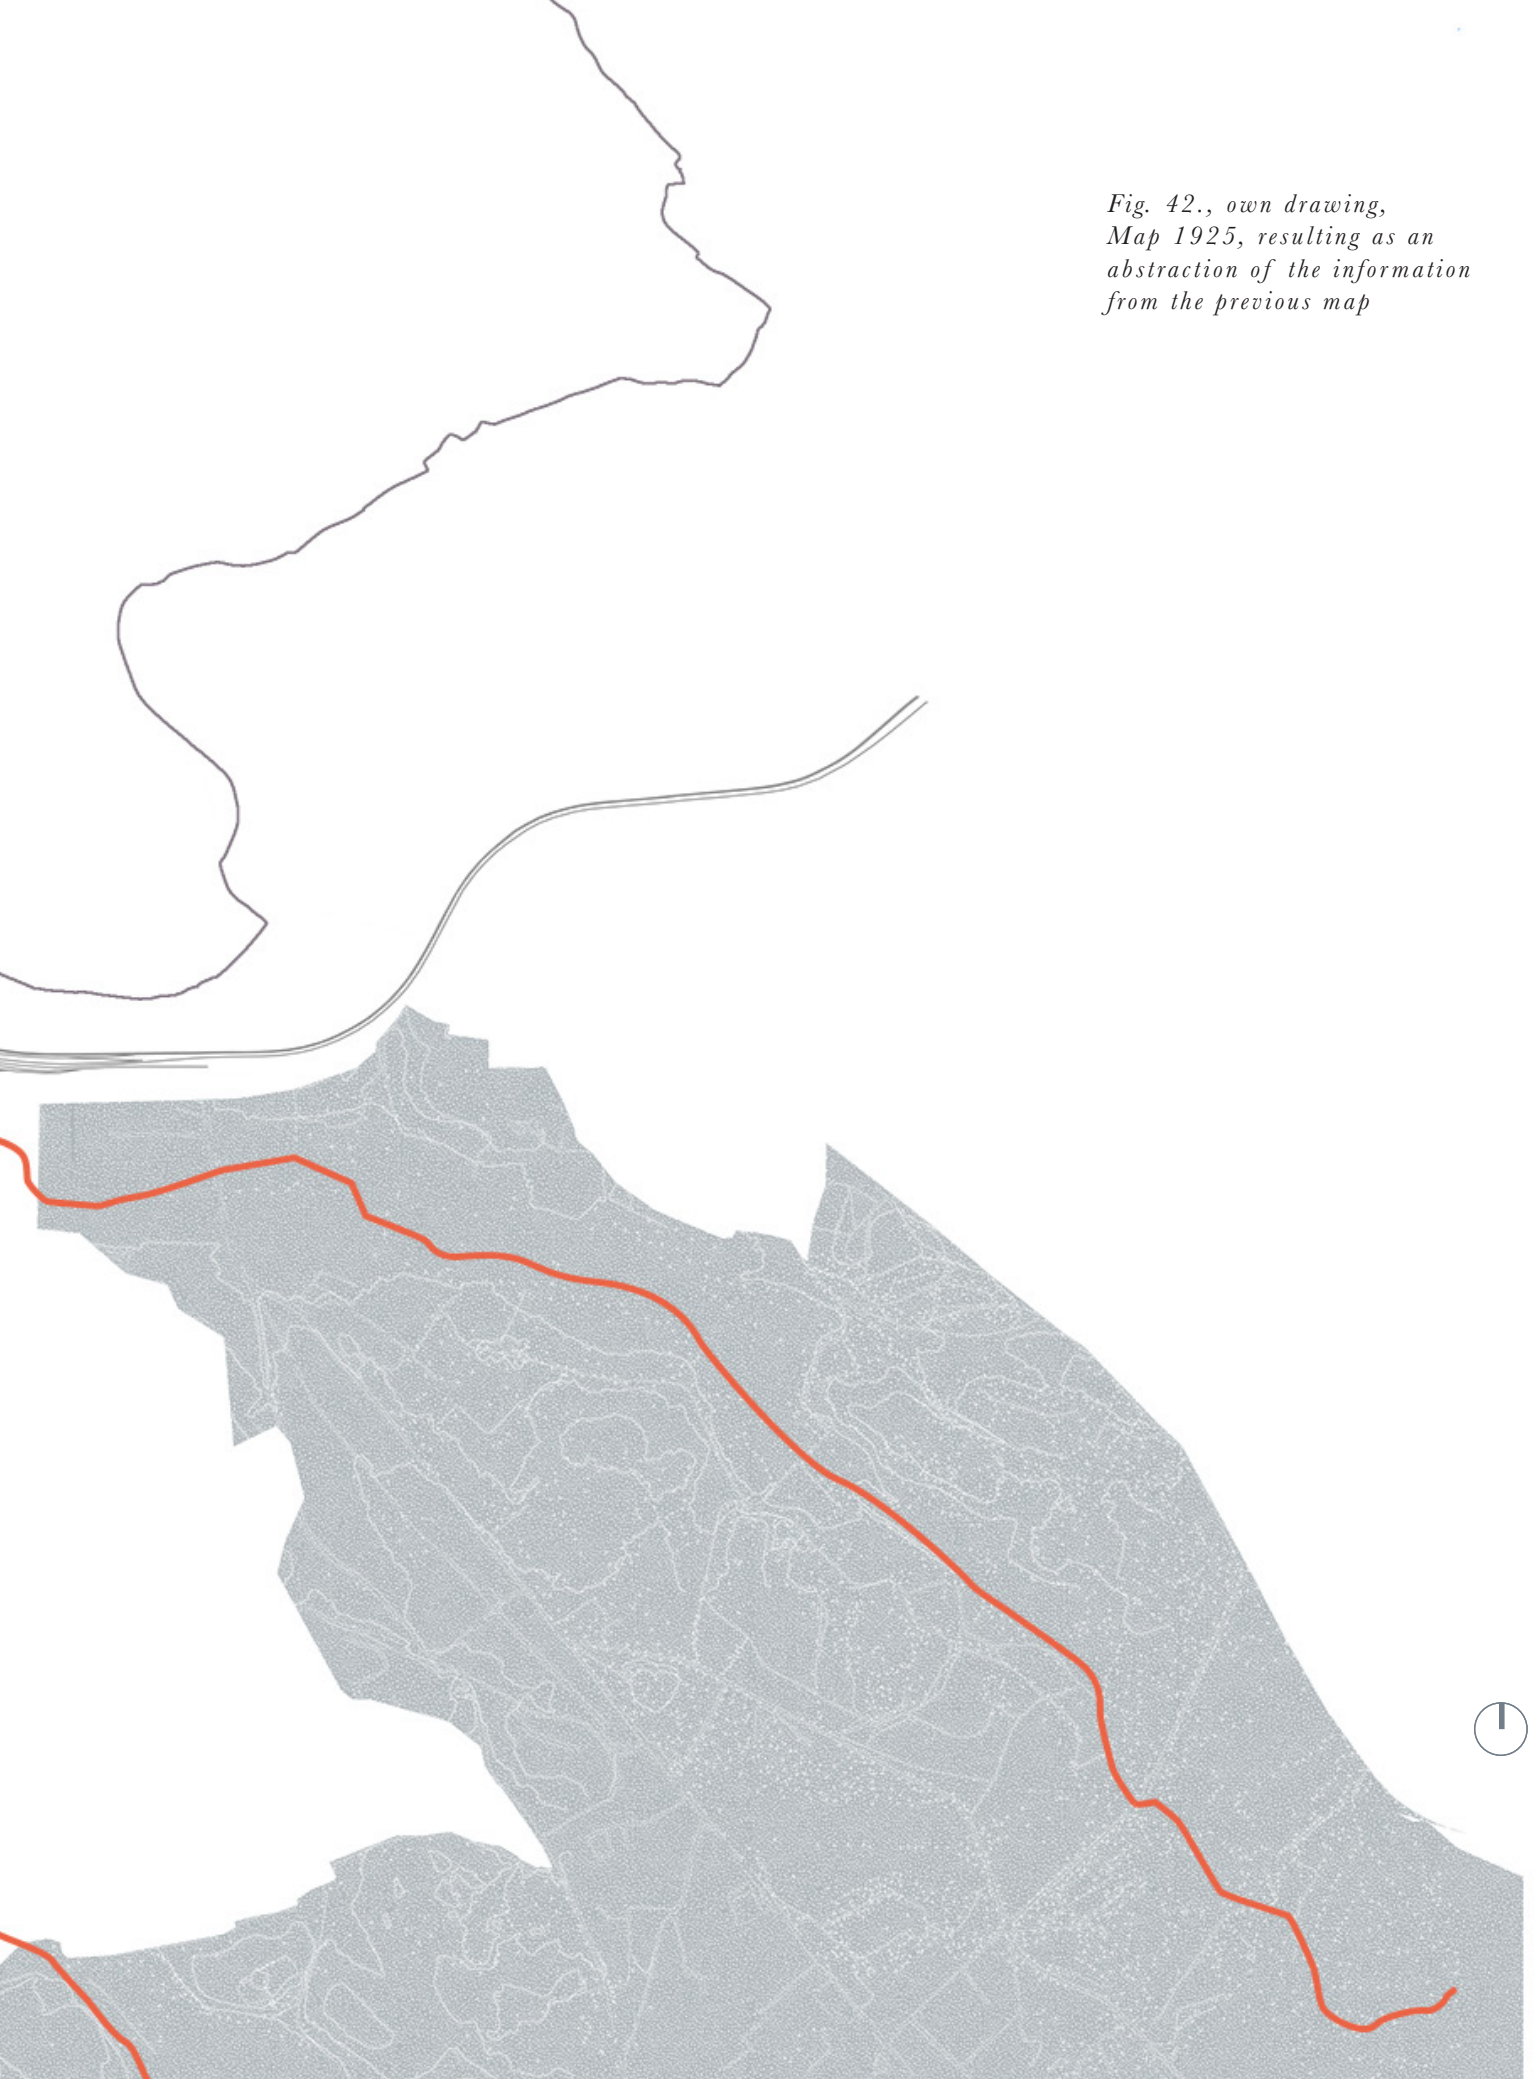 Fig. 42., own drawing,
Map 1925, resulting as an
abstraction of the information
from the previous map